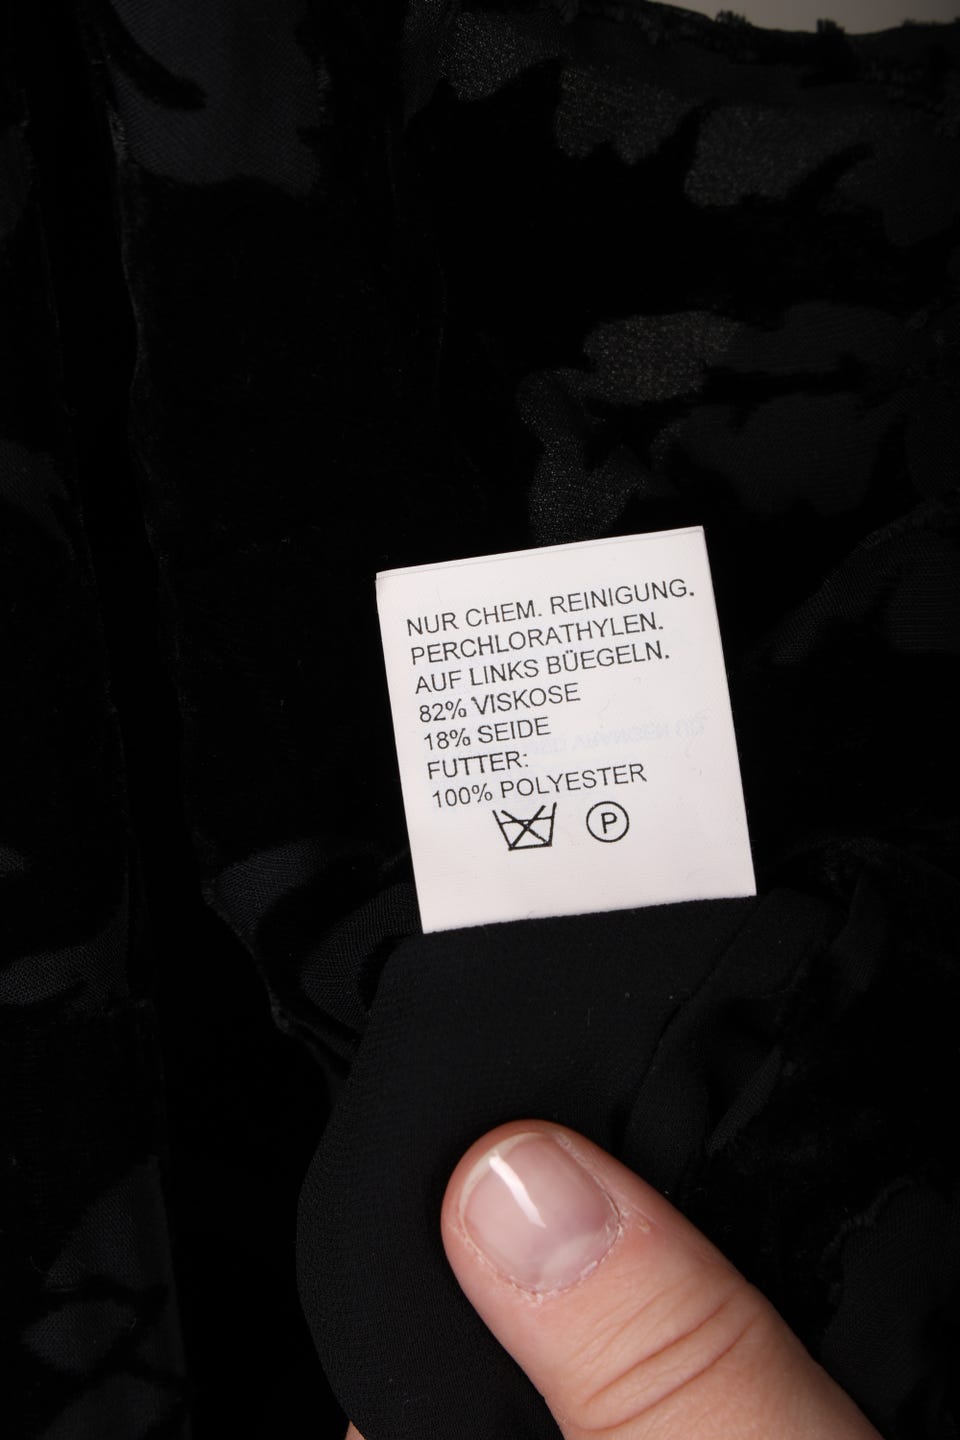 NUR CHEM. REINIGUNG.
PERCHLORATHYLEN.
AUF LINKS BÜEGELN.
82% VISKOSE
18% SEIDE
FUTTER:
100% POLYESTER
P